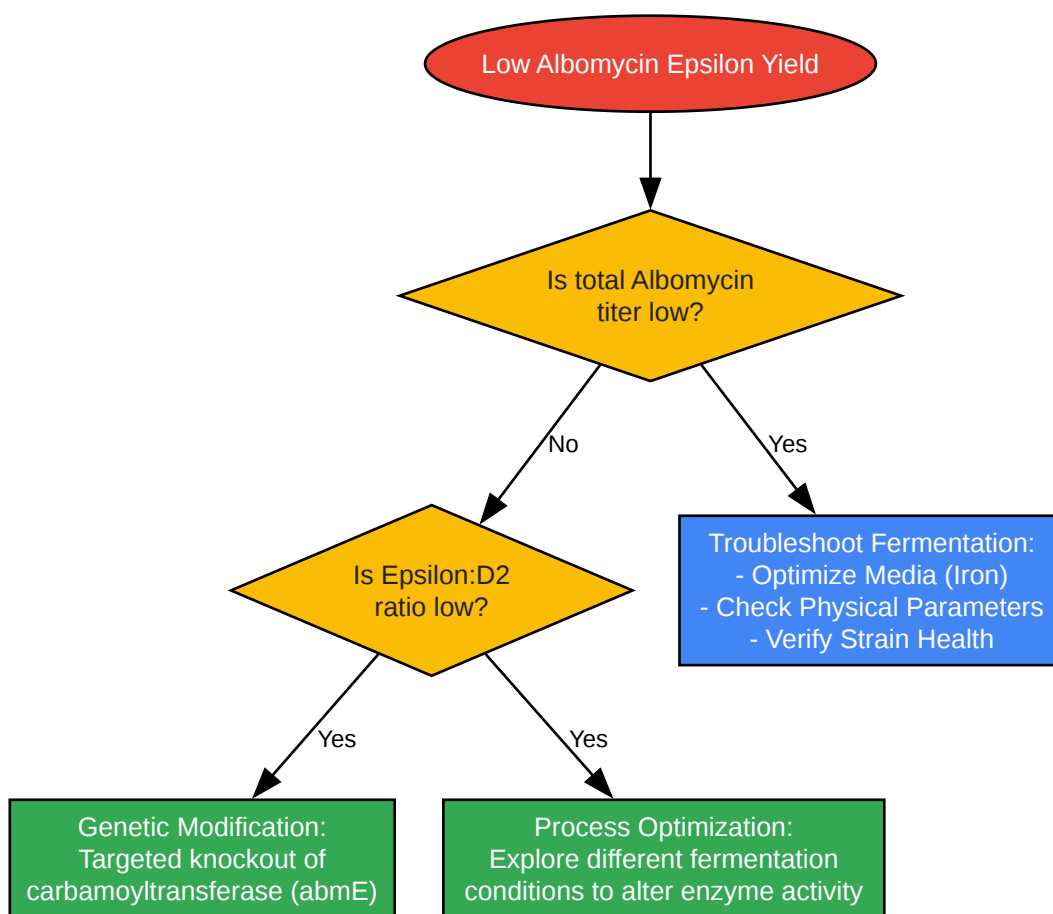 Low Albomycin Epsilon Yield
Is total Albomycin
titer low?
No
Yes
Is Epsilon:D2
ratio low?
Troubleshoot Fermentation:
- Optimize Media (Iron)
- Check Physical Parameters
- Verify Strain Health
Yes
Yes
Genetic Modification:
Targeted knockout of
carbamoyltransferase (abmE)
Process Optimization:
Explore different fermentation
conditions to alter enzyme activity